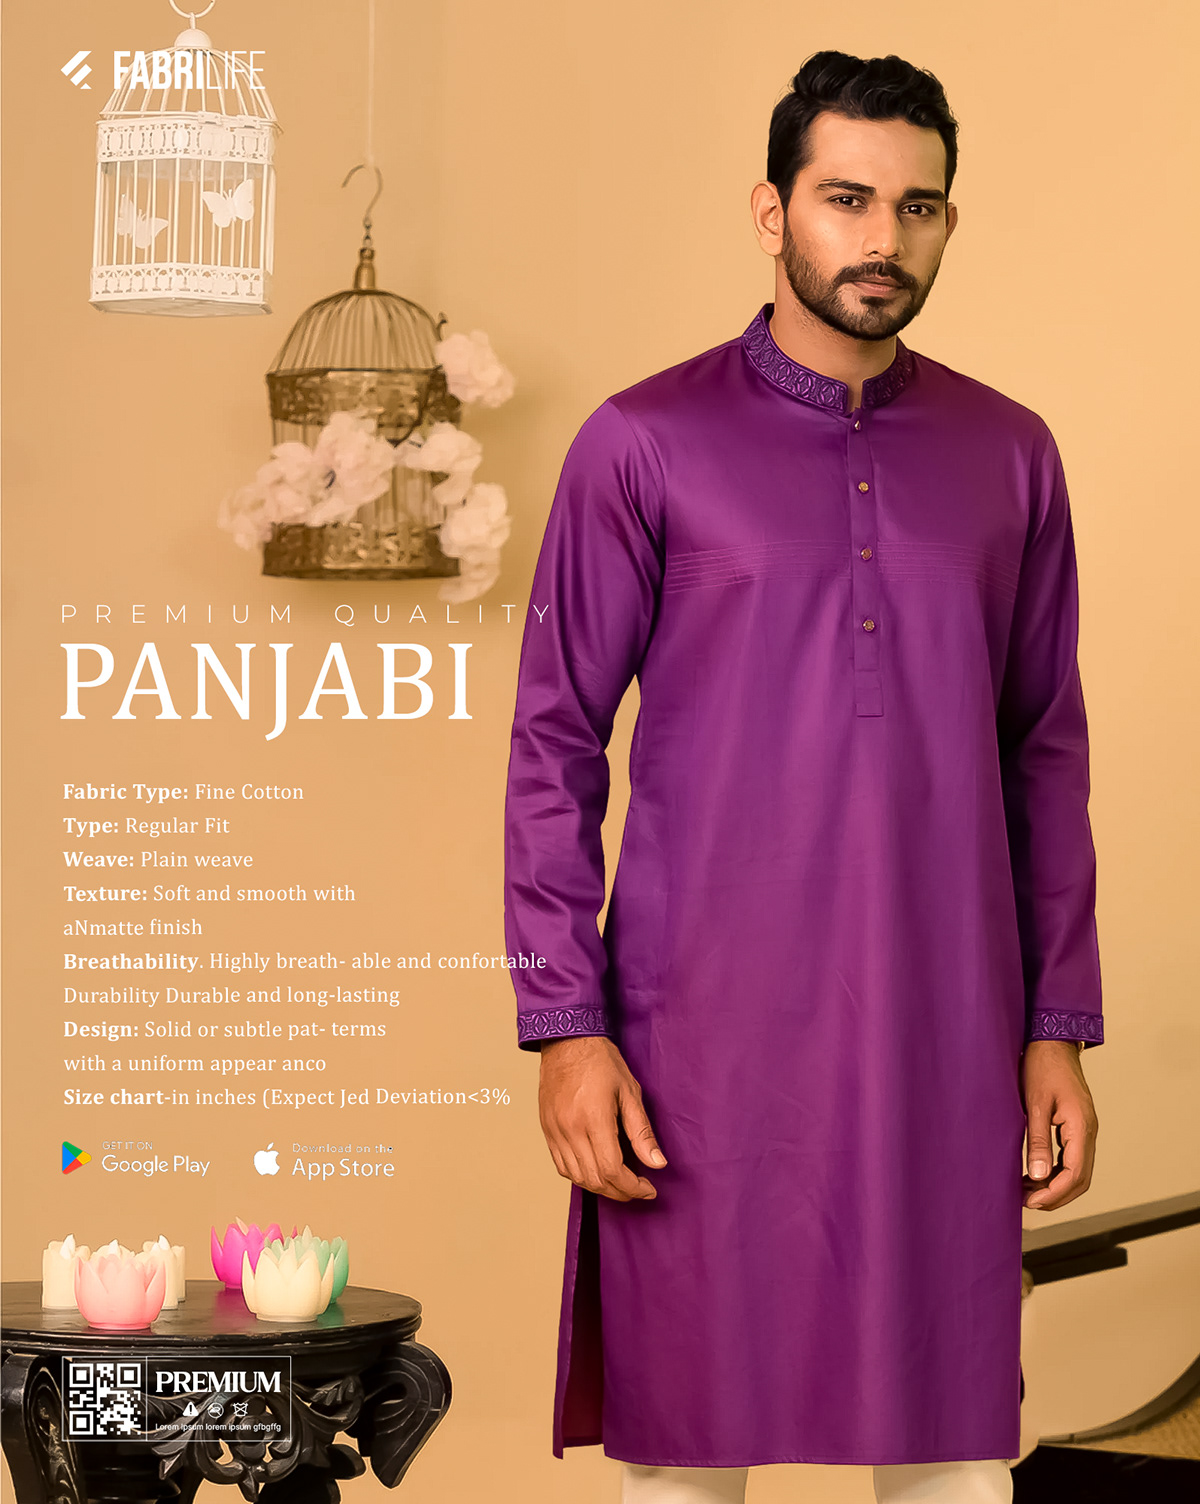 FABRILIFE
PREMIUM QUALITY
PANJABI
Fabric Type: Fine Cotton
Type: Regular Fit
Weave: Plain weave
Texture: Soft and smooth with
aNmatte finish
Breathability. Highly breath- able and confortable
Durability Durable and long-lasting
Design: Solid or subtle pat- terms
with a uniform appear anco
Size chart-in inches (Expect Jed Deviation<3%
GET IT ON
Google Play
Download on the
App Store
PREMIUM
Lorem ipsum lorem ipsum gfbgffg